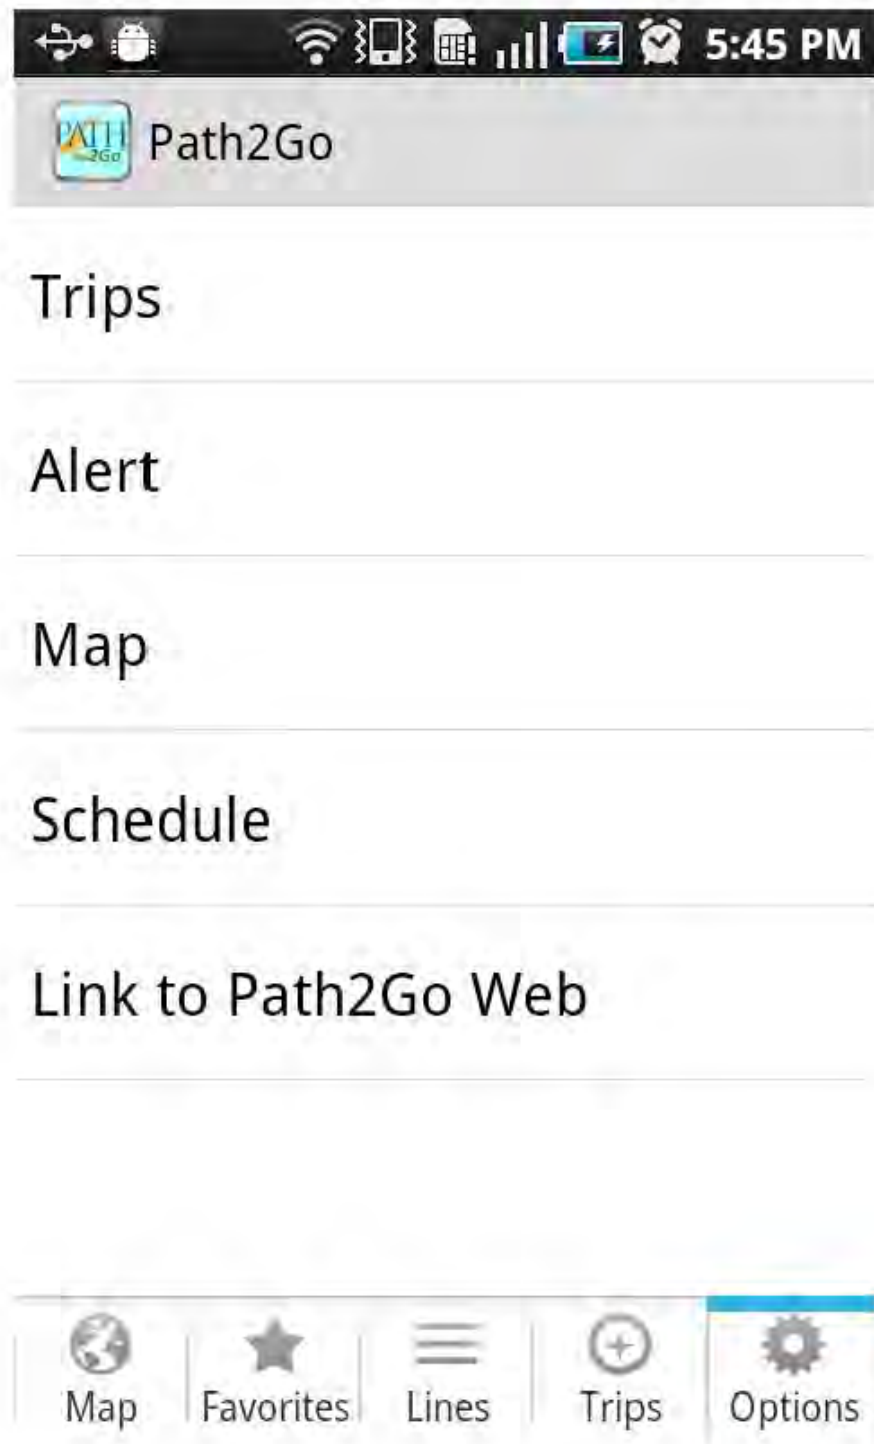 5:45 PM
PATH
2Go
Path2Go
Trips
Alert
Map
Schedule
Link to Path2Go Web
Map Favorites Lines Trips Options